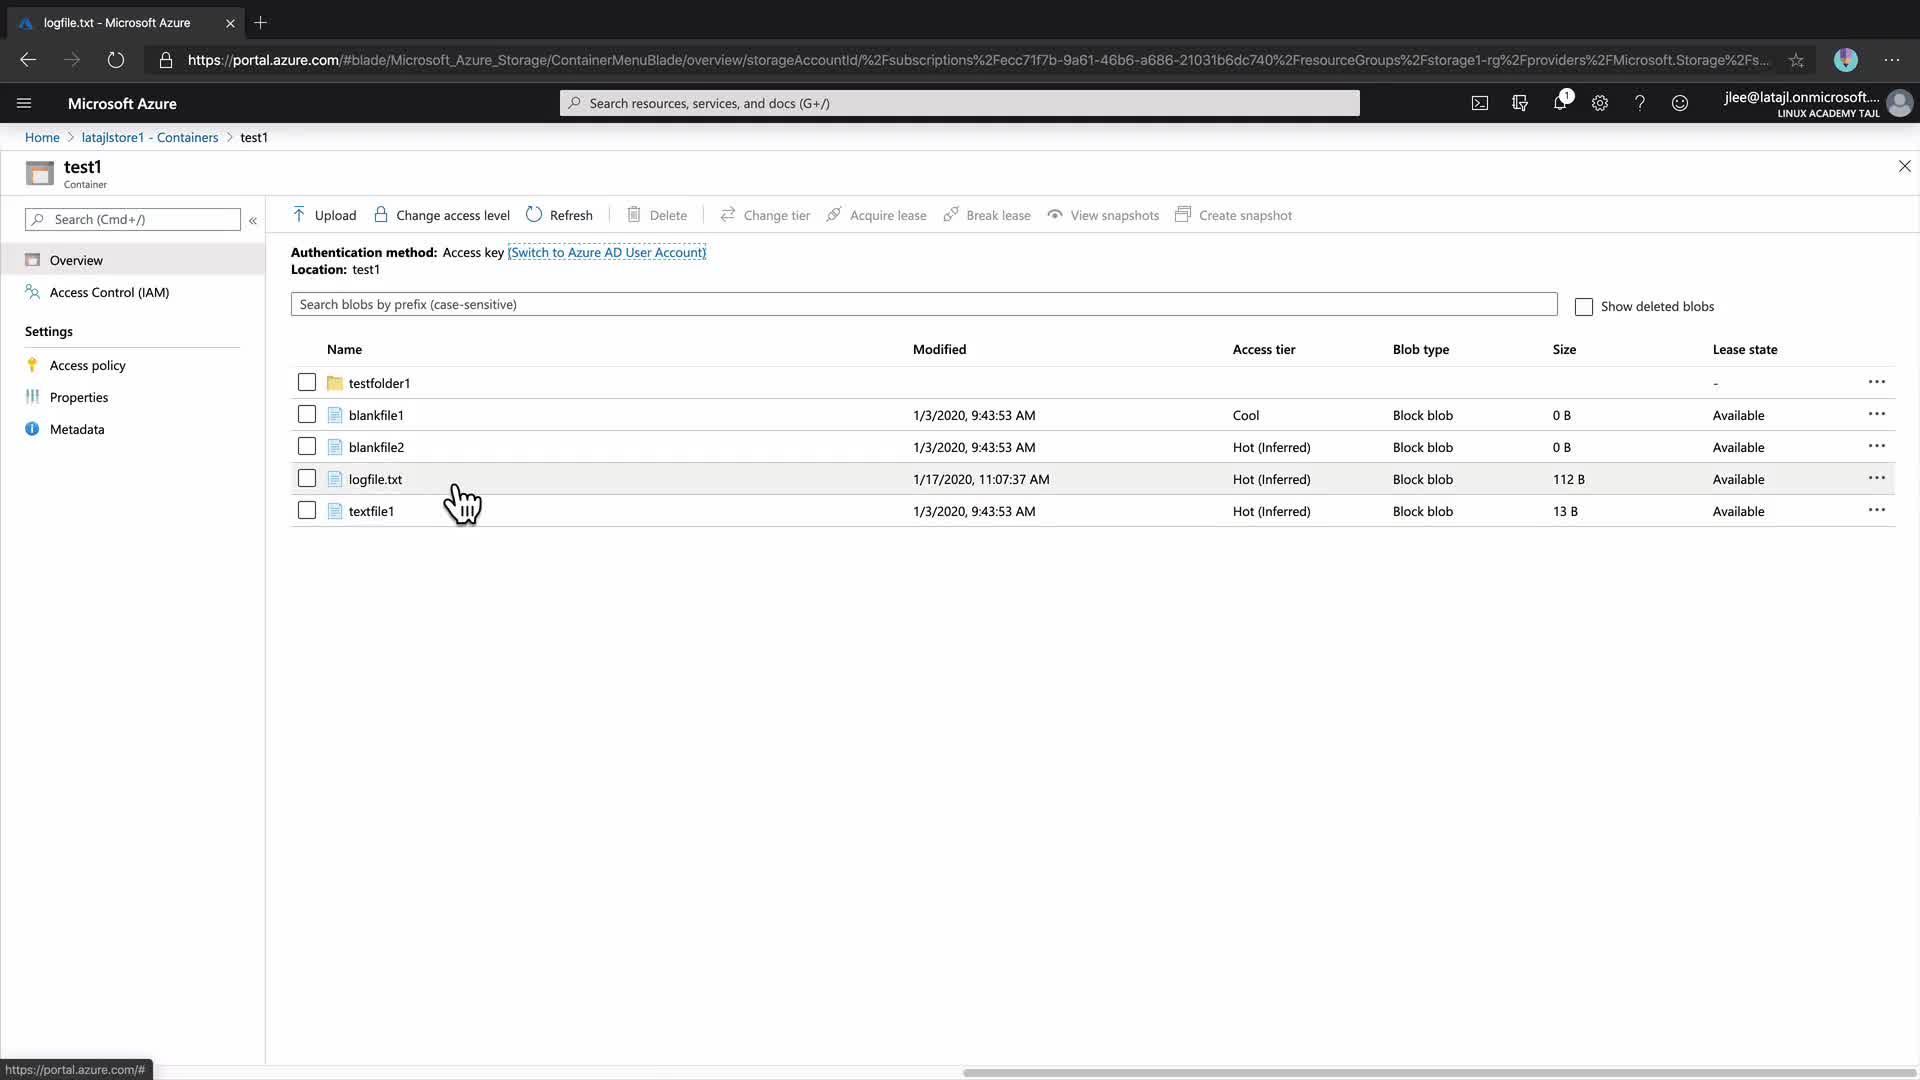 logfile.txt - Microsoft Azure
https://portal.azure.com/#blade/Microsoft_Azure_Storage/ContainerMenuBlade/overview/storageAccountId/%2Fsubscriptions%2Fecc71f7b-9a61-46b6-a686-21031b6dc740%2FresourceGroups%2Fstorage1-rg%2Fproviders%2FMicrosoft.Storage%2Fs...
Microsoft Azure
Search resources, services, and docs (G+/)
1
jlee@latajl.onmicrosoft....
LINUX ACADEMY TAJL
Home > latajlstore1 - Containers > test1
test1
Container
Search (Cmd+/)
«
Overview
Access Control (IAM)
Settings
Access policy
Properties
Metadata
Upload Change access level Refresh Delete Change tier Acquire lease Break lease View snapshots Create snapshot
Authentication method: Access key (Switch to Azure AD User Account)
Location: test1
Search blobs by prefix (case-sensitive) Show deleted blobs
Name Modified Access tier Blob type Size Lease state
testfolder1 -
blankfile1 1/3/2020, 9:43:53 AM Cool Block blob 0 B Available
blankfile2 1/3/2020, 9:43:53 AM Hot (Inferred) Block blob 0 B Available
logfile.txt 1/17/2020, 11:07:37 AM Hot (Inferred) Block blob 112 B Available
textfile1 1/3/2020, 9:43:53 AM Hot (Inferred) Block blob 13 B Available
https://portal.azure.com/#